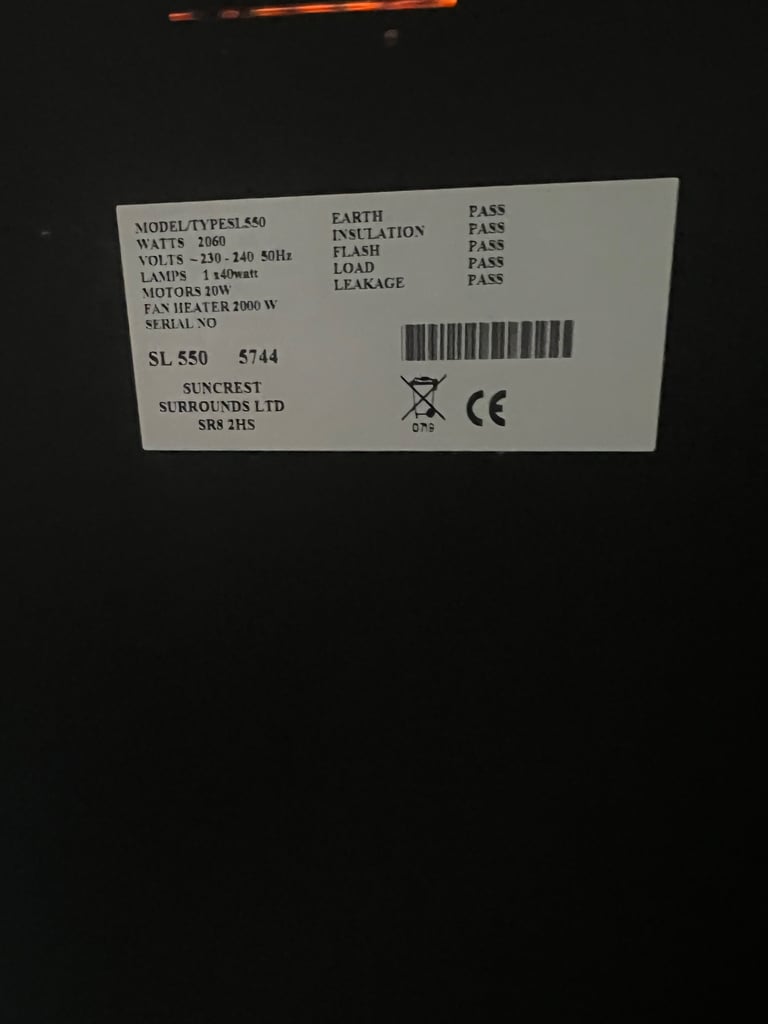 MODEL/TYPESL550
WATTS 2060
VOLTS ~230 - 240 50Hz
LAMPS 1 x40watt
MOTORS 20W
FAN HEATER 2000 W
SERIAL NO
SL 550 5744
SUNCREST
SURROUNDS LTD
SR8 2HS
EARTH PASS
INSULATION PASS
FLASH PASS
LOAD PASS
LEAKAGE PASS
0719
CE